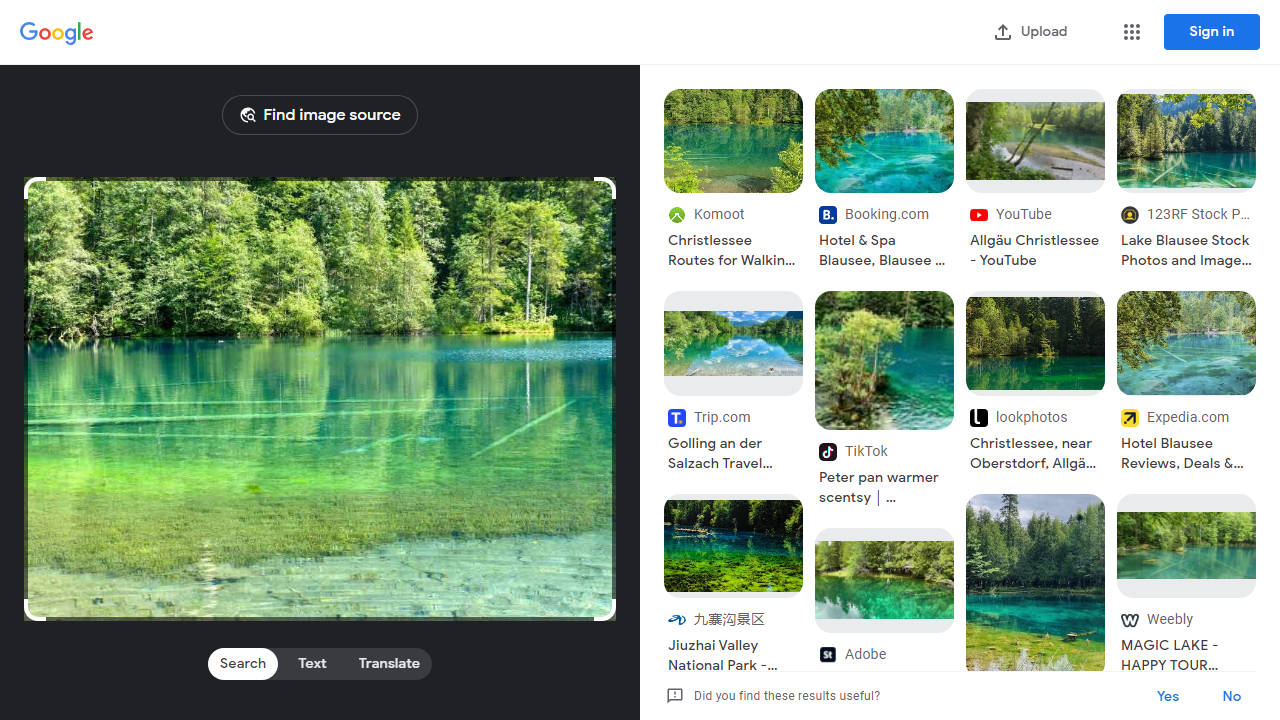 Google
Upload
Sign in
Find image source
Search
Text
Translate
Komoot
Christlessee
Routes for Walkin...
B.
Booking.com
Hotel & Spa
Blausee, Blausee ...
YouTube
Allgäu Christlessee
- YouTube
123RF Stock P...
Lake Blausee Stock
Photos and Image...
T.
Trip.com
Golling an der
Salzach Travel...
TikTok
Peter pan warmer
scentsy | ...
l
lookphotos
Christlessee, near
Oberstdorf, Allgä...
Expedia.com
Hotel Blausee
Reviews, Deals &...
九寨沟景区
Jiuzhai Valley
National Park -...
St
Adobe
Weebly
MAGIC LAKE -
HAPPY TOUR...
Did you find these results useful?
Yes
No